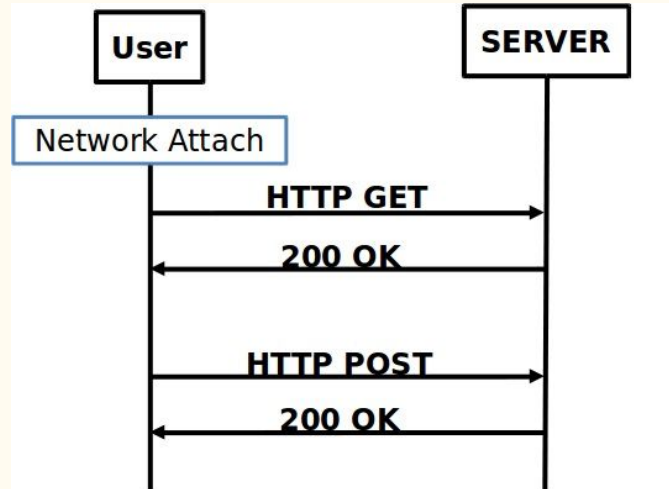 User
SERVER
Network Attach
HTTP GET
200 OK
HTTP POST
200 OK